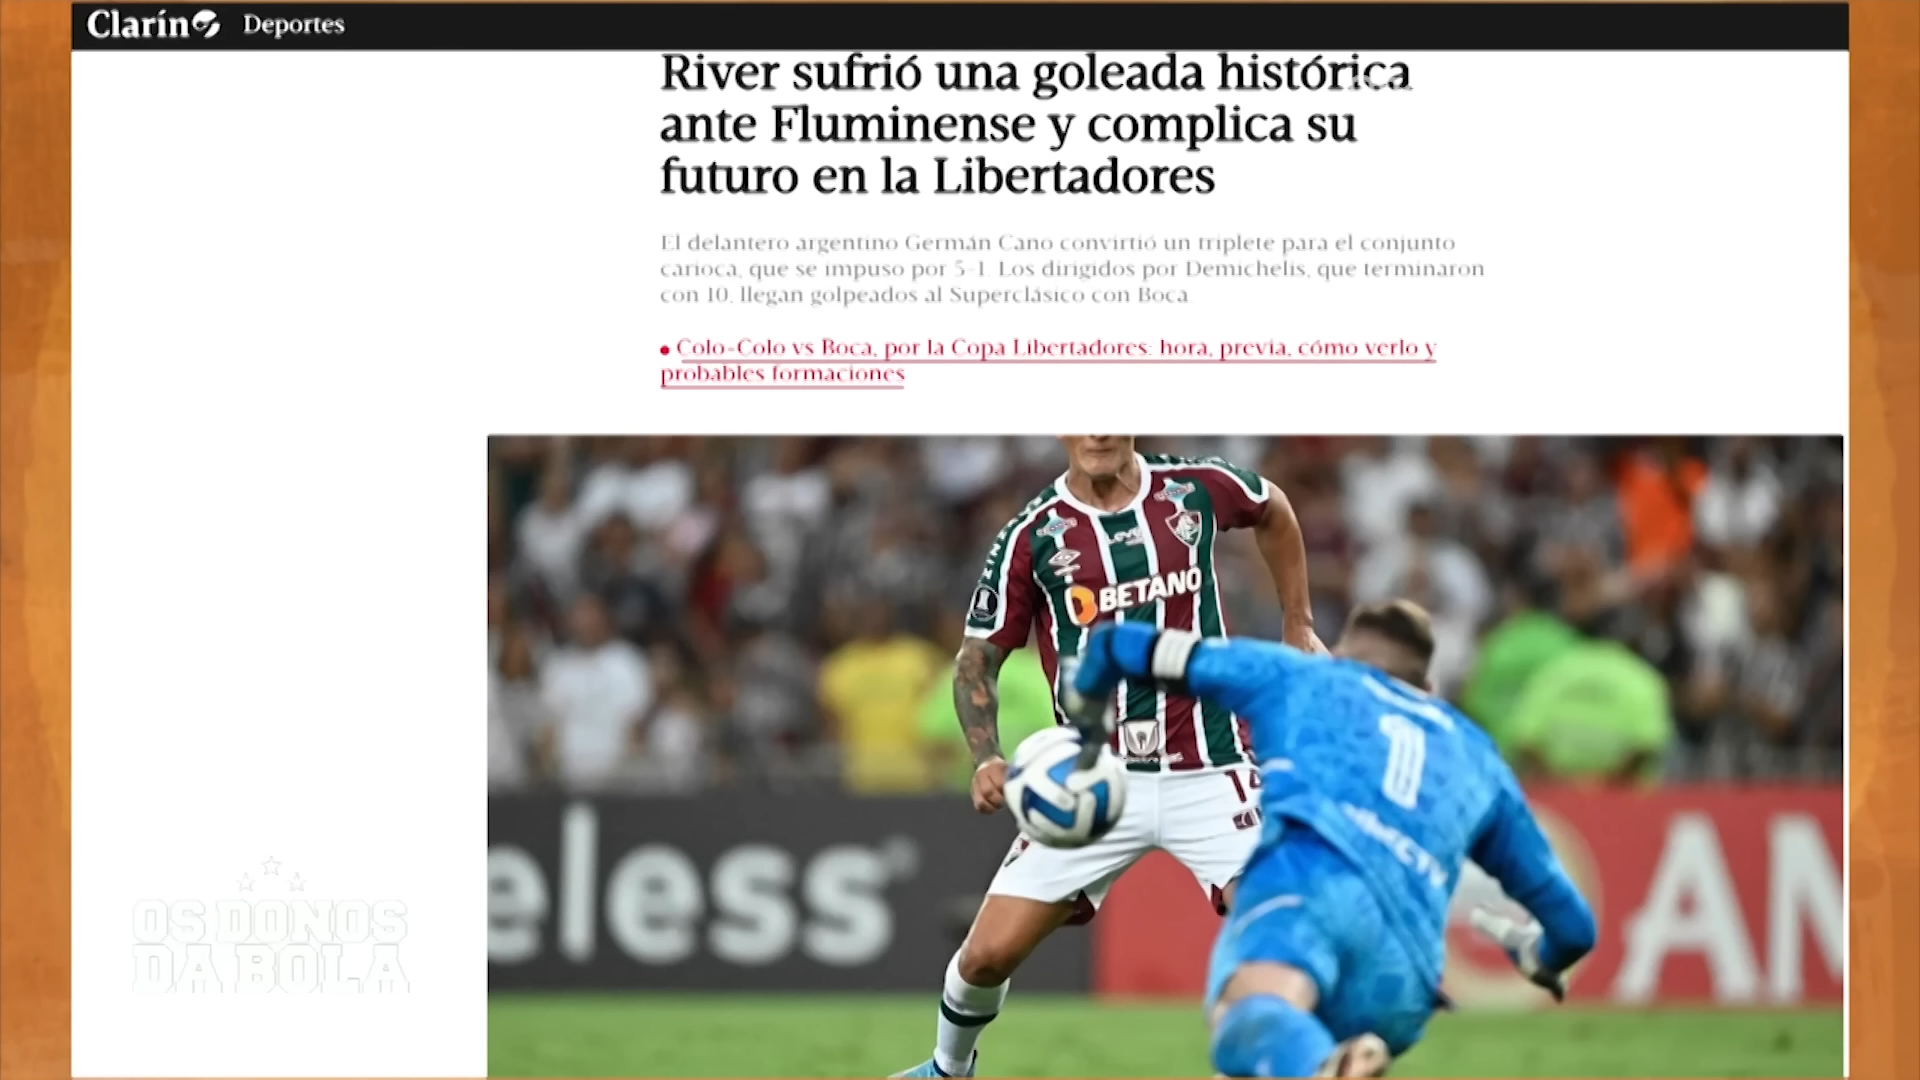 Clarín Deportes
River sufrió una goleada histórica
ante Fluminense y complica su
futuro en la Libertadores
El delantero argentino Germán Cano convirtió un triplete para el conjunto
carioca, que se impuso por 5-1. Los dirigidos por Demichelis, que terminaron
con 10, llegan golpeados al Superclásico con Boca.
• Colo-Colo vs Boca, por la Copa Libertadores: hora, previa, cómo verlo y
probables formaciones
BETANO
14
1
eless
AM
OS DONOS
DA BOLA